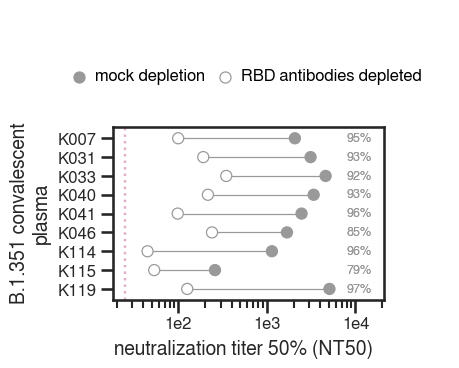 mock depletion
RBD antibodies depleted
B.1.351 convalescent
plasma
K007
95%
K031
93%
K033
92%
K040
93%
K041
96%
K046
85%
K114
96%
K115
79%
K119
97%
1e2
1e3
1e4
neutralization titer 50% (NT50)